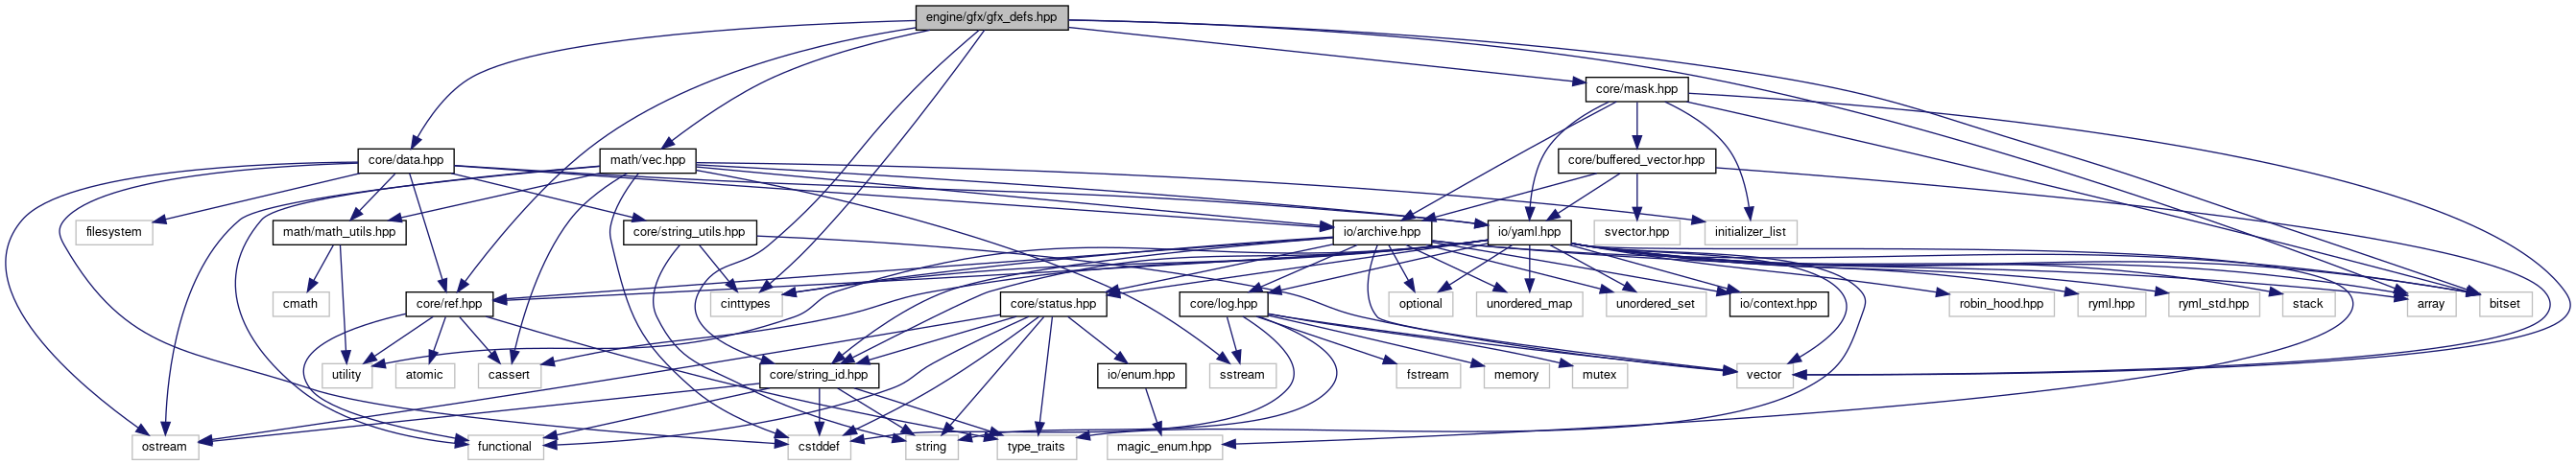 engine/gfx/gfx_defs.hpp
core/mask.hpp
core/data.hpp
math/vec.hpp
core/buffered_vector.hpp
filesystem
math/math_utils.hpp
core/string_utils.hpp
io/archive.hpp
io/yaml.hpp
svector.hpp
initializer_list
cmath
core/ref.hpp
cinttypes
core/status.hpp
core/log.hpp
optional
unordered_map
unordered_set
io/context.hpp
robin_hood.hpp
ryml.hpp
ryml_std.hpp
stack
array
bitset
utility
atomic
cassert
core/string_id.hpp
io/enum.hpp
sstream
fstream
memory
mutex
vector
ostream
functional
cstddef
string
type_traits
magic_enum.hpp